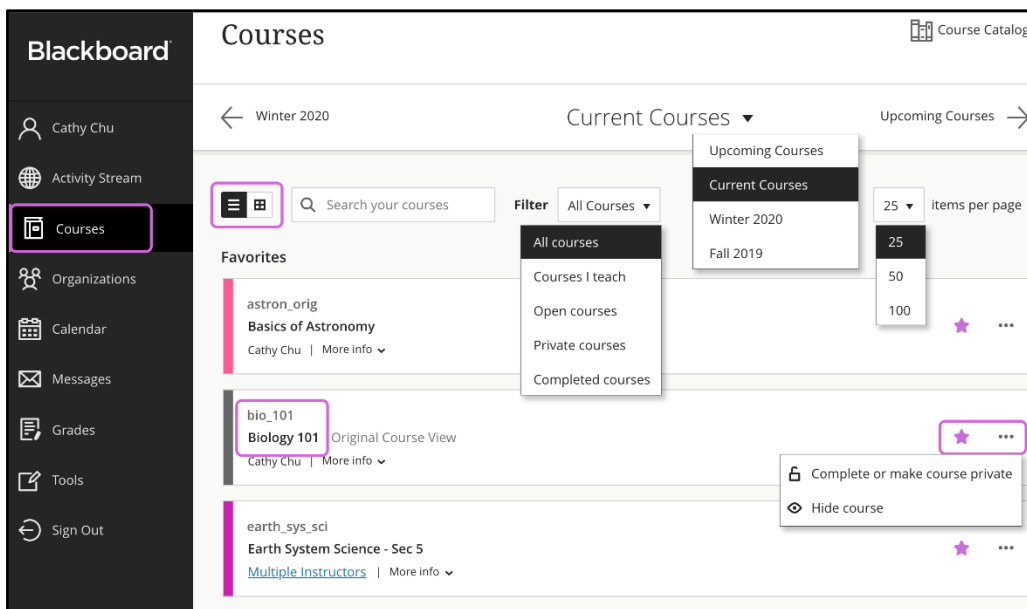 Blackboard
Cathy Chu
Activity Stream
Courses
Organizations
Calendar
Messages
Grades
Tools
Sign Out
Courses
Course Catalog
Winter 2020
Current Courses
Upcoming Courses
Upcoming Courses
Current Courses
Winter 2020
Fall 2019
Search your courses
Filter
All Courses
25
items per page
All courses
Courses I teach
Open courses
Private courses
Completed courses
25
50
100
Favorites
astron_orig
Basics of Astronomy
Cathy Chu | More info
bio_101
Biology 101 Original Course View
Cathy Chu | More info
Complete or make course private
Hide course
earth_sys_sci
Earth System Science - Sec 5
Multiple Instructors | More info